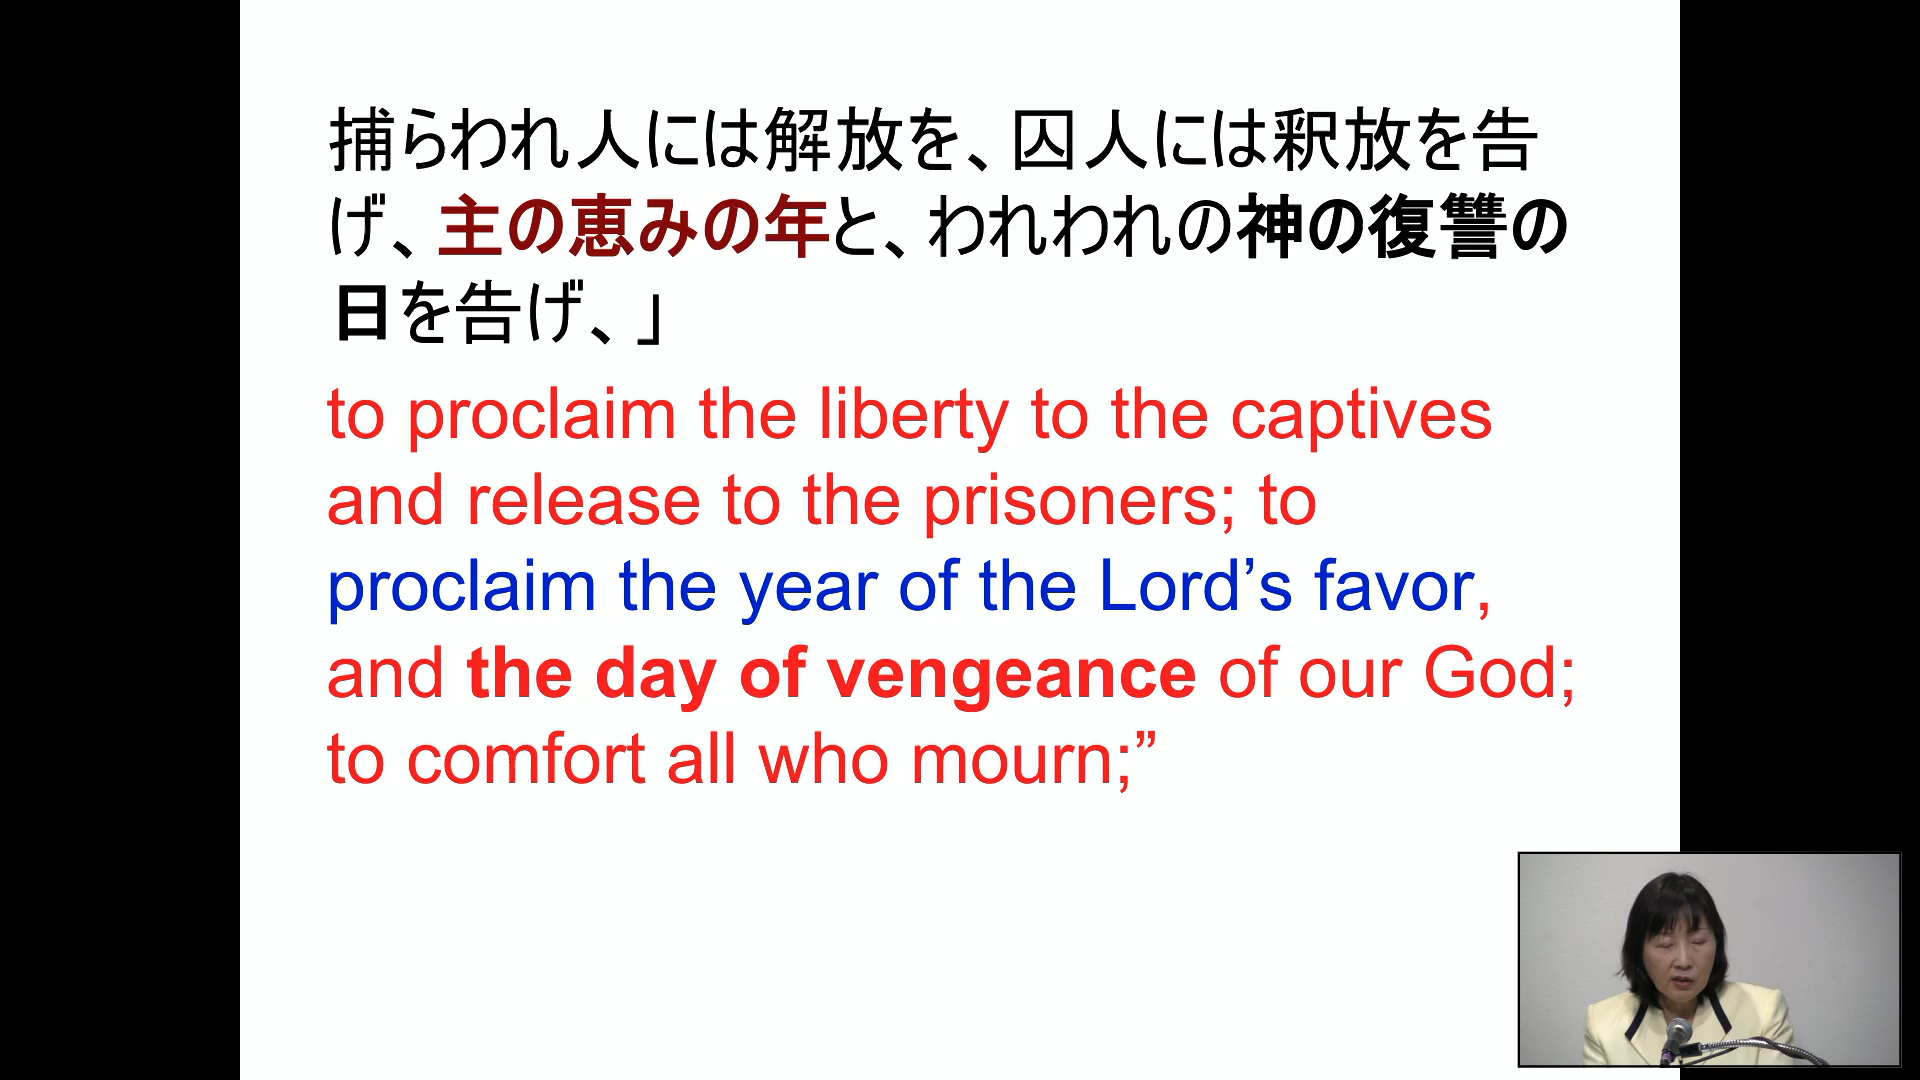 捕らわれ人には解放を、囚人には釈放を告
げ、主の恵みの年と、われわれの神の復讐の
日を告げ、」
to proclaim the liberty to the captives
and release to the prisoners; to
proclaim the year of the Lord’s favor,
and the day of vengeance of our God;
to comfort all who mourn;”